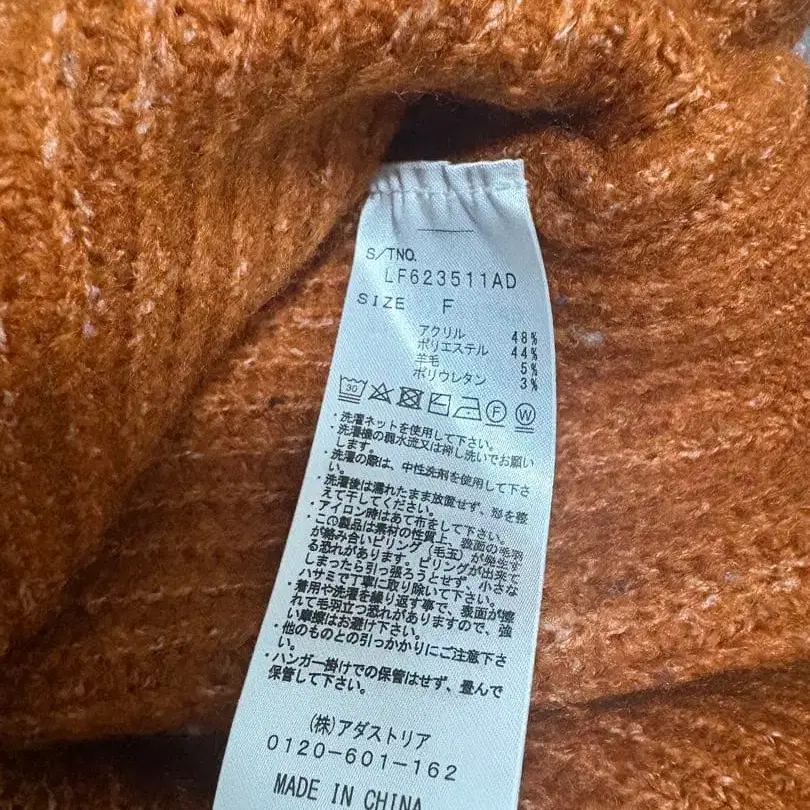 S/TNO.
LF623511AD
SIZE F
アクリル 48%
ポリエステル 44%
羊毛 5%
ポリウレタン 3%
30 F W
・洗濯ネットを使用して下さい。
・洗濯機の弱水流又は押し洗いでお願い
します。
・洗濯の際は、中性洗剤を使用して下さ
い。
・洗濯後は濡れたまま放置せず、形を整
えて干してください。
・アイロン時はあて布をして下さい。
・この製品は素材の性質上、表面の毛羽
が絡み合いピリング（毛玉）が発生す
る恐れがあります。ピリングが出来て
しまったら引っ張ろうとせず、小さな
ハサミで丁寧に取り除いて下さい。
・着用や洗濯を繰り返す事で、表面が擦
れて毛羽立つ恐れがありますので、強
い摩擦はお避け下さい。
・他のものとの引っかかりにご注意下さ
い。
・ハンガー掛けでの保管はせず、畳んで
保管して下さい。
(株)アダストリア
0120-601-162
MADE IN CHINA